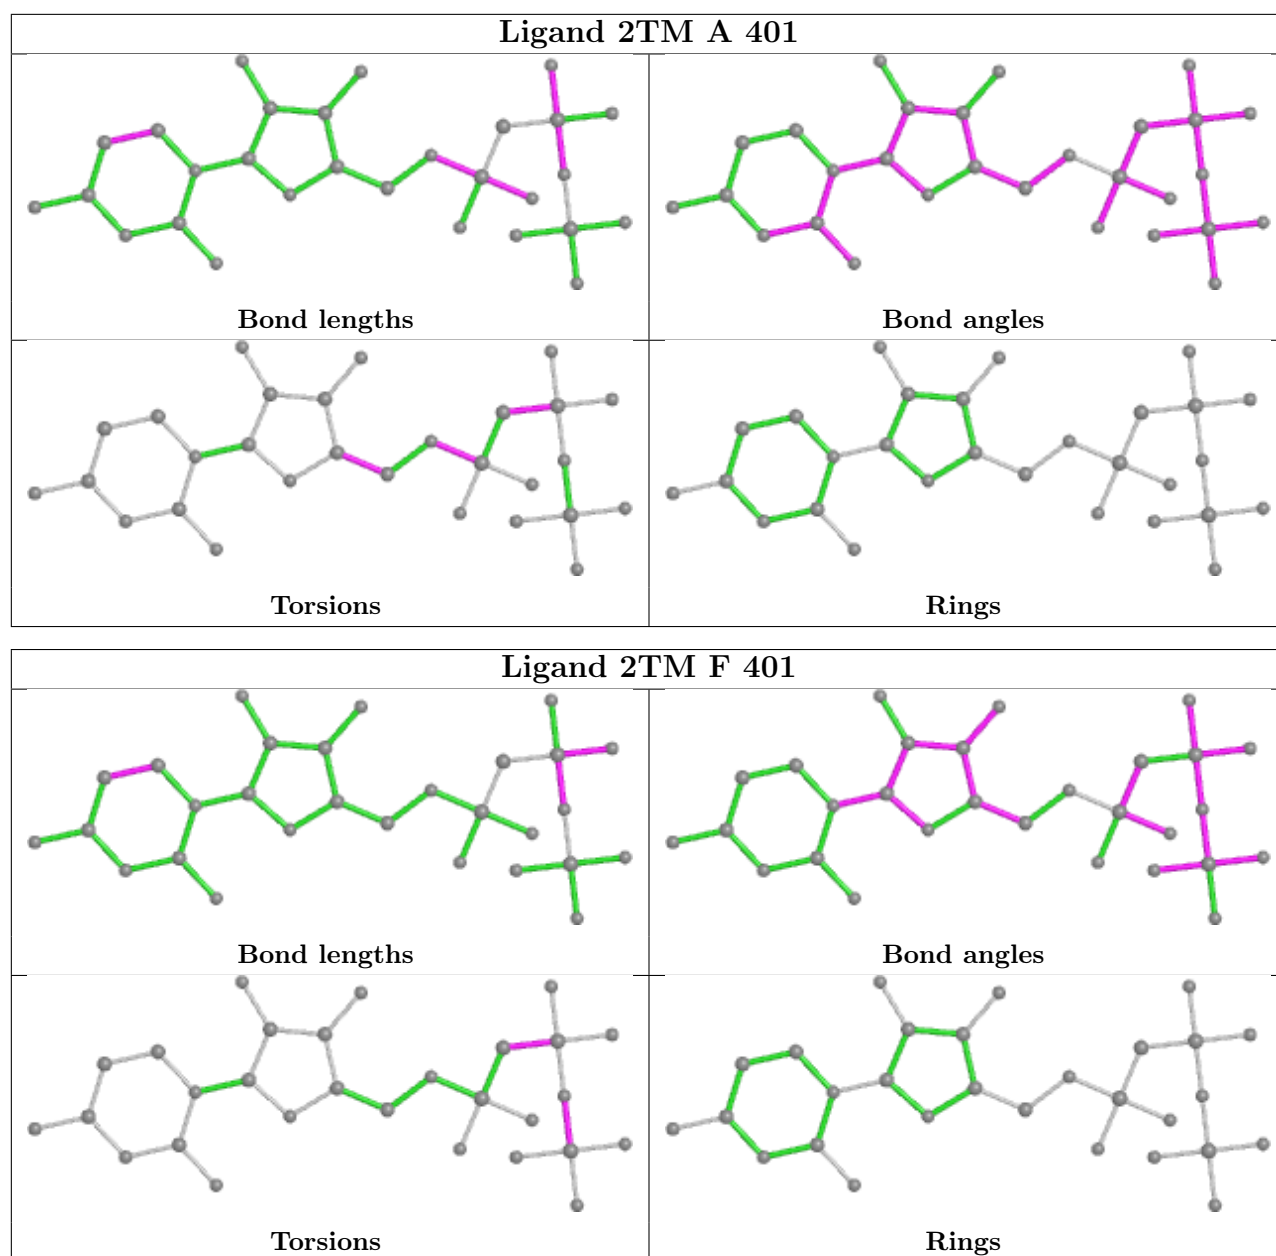 Ligand 2TM A 401
Bond lengths
Bond angles
Torsions
Rings
Ligand 2TM F 401
Bond lengths
Bond angles
Torsions
Rings